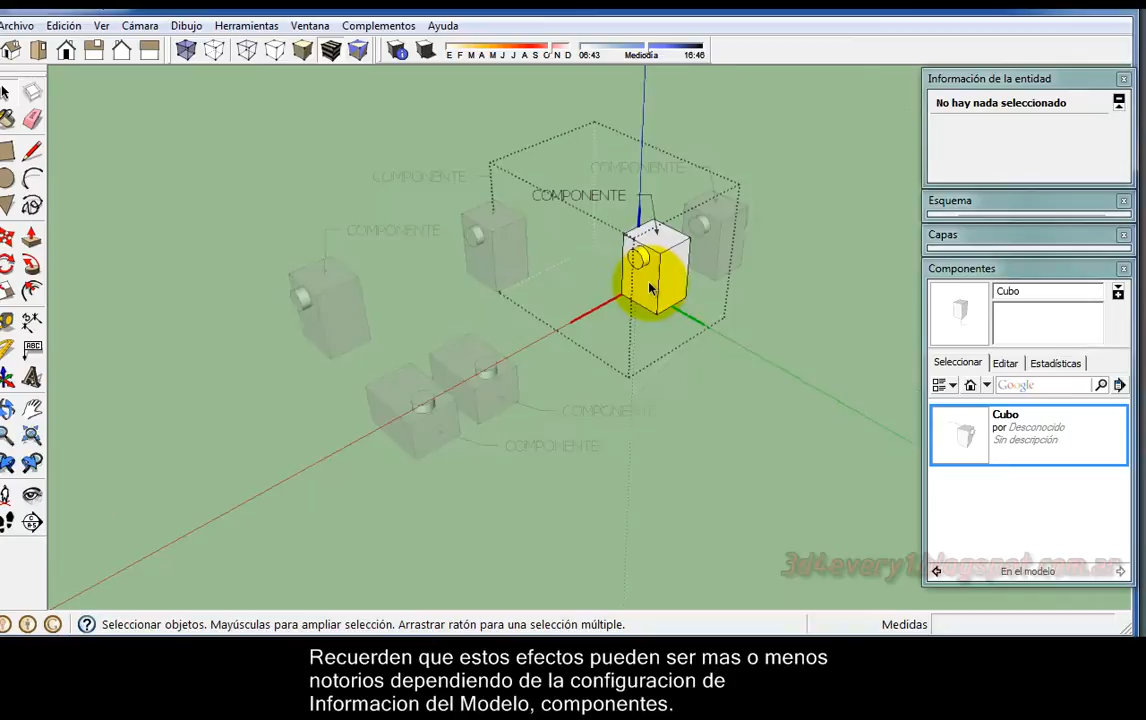 Archivo Edición Ver Cámara Dibujo Herramientas Ventana Complementos Ayuda
E F M A M J J A S O N D 06:43 Mediodía 16:46
Información de la entidad
No hay nada seleccionado
Esquema
Capas
Componentes
Cubo
Seleccionar Editar Estadísticas
Google
Cubo
por Desconocido
Sin descripción
En el modelo
COMPONENTE
COMPONENTE
COMPONENTE
COMPONENTE
COMPONENTE
COMPONENTE
ABC
A
3d4every1.blogspot.com.ar
Seleccionar objetos. Mayúsculas para ampliar selección. Arrastrar ratón para una selección múltiple.
Medidas
Recuerden que estos efectos pueden ser mas o menos
notorios dependiendo de la configuracion de
Informacion del Modelo, componentes.